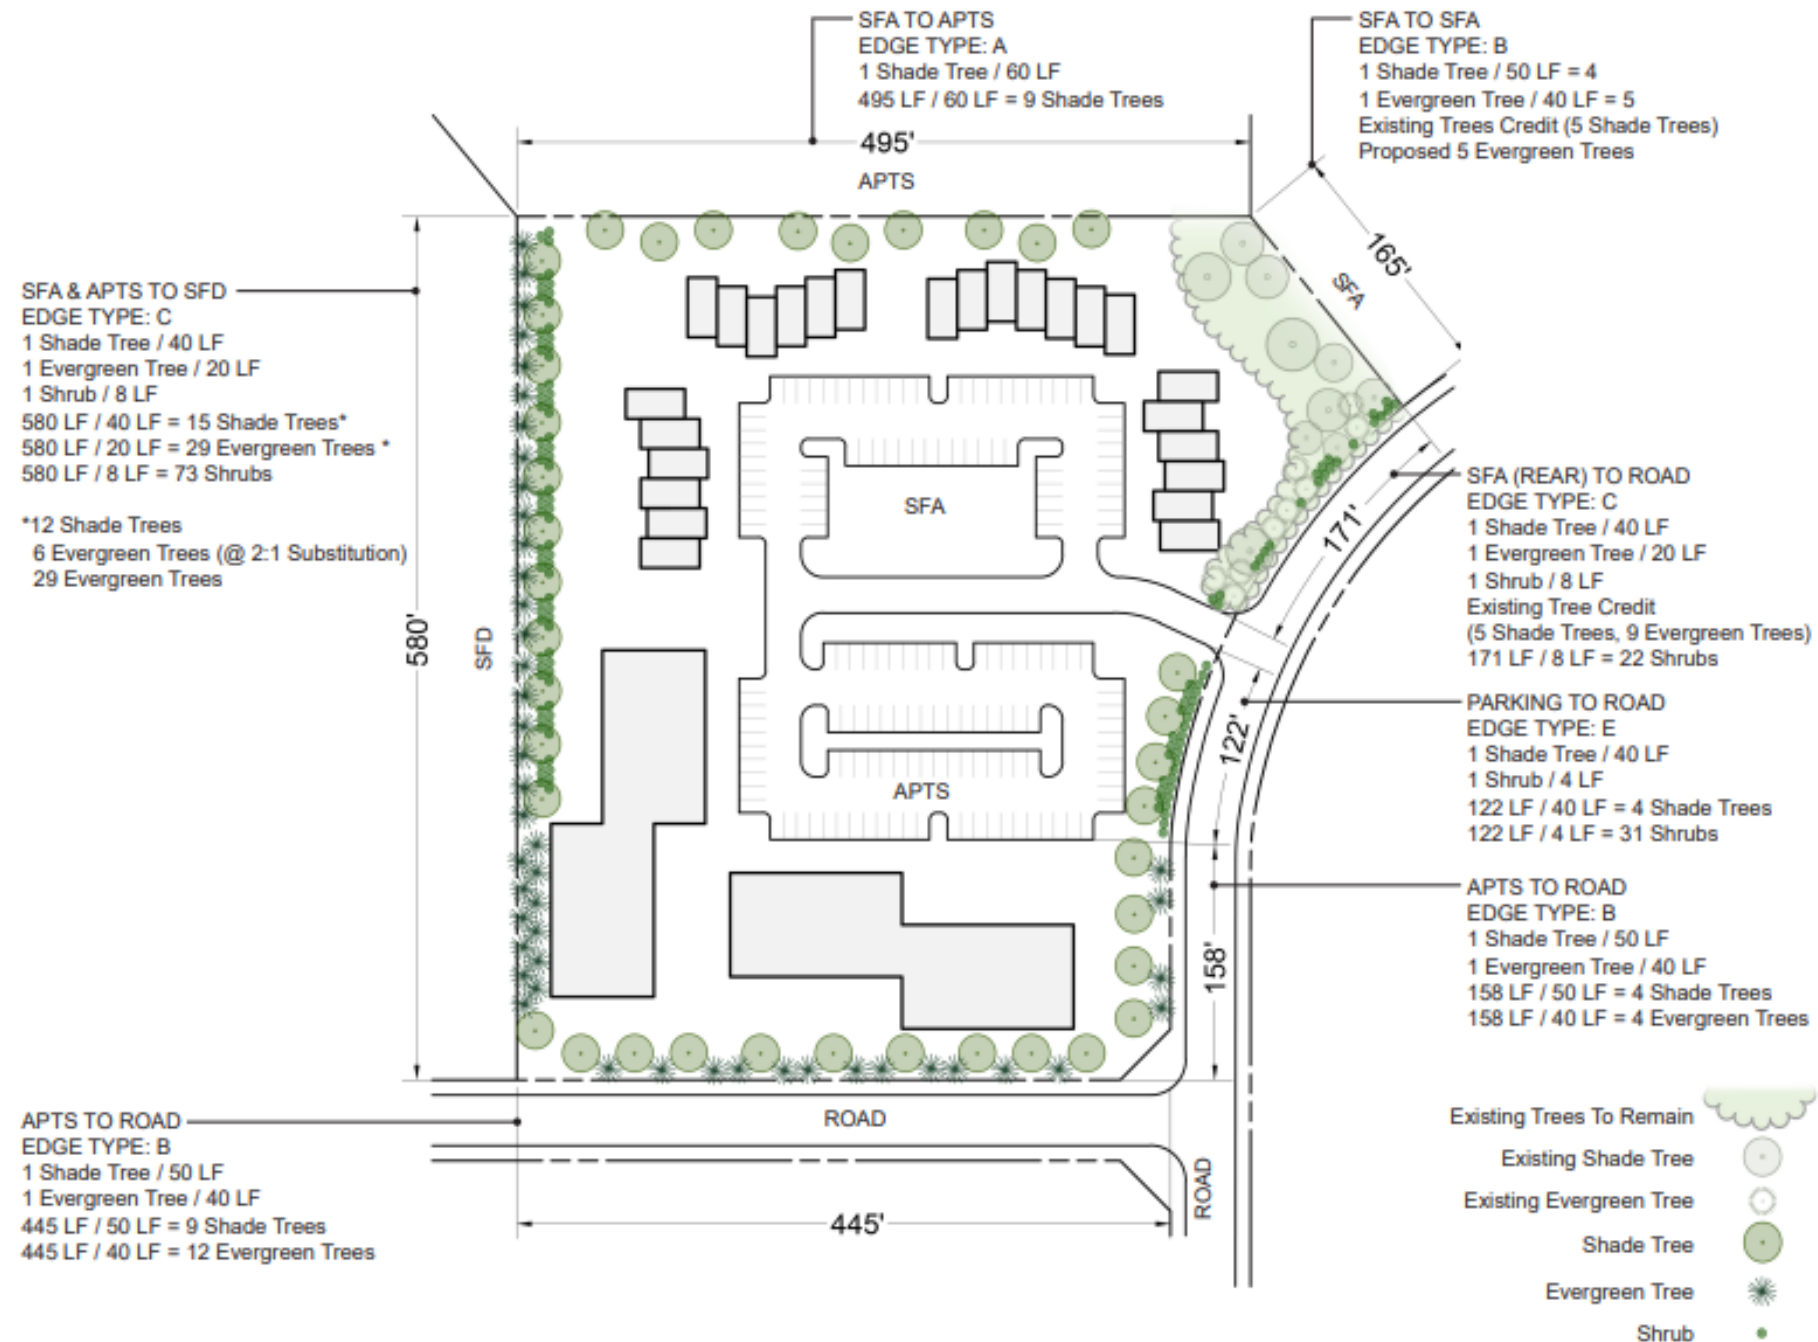 SFA TO APTS
EDGE TYPE: A
1 Shade Tree / 60 LF
495 LF / 60 LF = 9 Shade Trees
SFA TO SFA
EDGE TYPE: B
1 Shade Tree / 50 LF = 4
1 Evergreen Tree / 40 LF = 5
Existing Trees Credit (5 Shade Trees)
Proposed 5 Evergreen Trees
495'
APTS
165'
SFA
SFA & APTS TO SFD
EDGE TYPE: C
1 Shade Tree / 40 LF
1 Evergreen Tree / 20 LF
1 Shrub / 8 LF
580 LF / 40 LF = 15 Shade Trees*
580 LF / 20 LF = 29 Evergreen Trees *
580 LF / 8 LF = 73 Shrubs
*12 Shade Trees
6 Evergreen Trees (@ 2:1 Substitution)
29 Evergreen Trees
580'
SFD
SFA
APTS
171'
122'
158'
SFA (REAR) TO ROAD
EDGE TYPE: C
1 Shade Tree / 40 LF
1 Evergreen Tree / 20 LF
1 Shrub / 8 LF
Existing Tree Credit
(5 Shade Trees, 9 Evergreen Trees)
171 LF / 8 LF = 22 Shrubs
PARKING TO ROAD
EDGE TYPE: E
1 Shade Tree / 40 LF
1 Shrub / 4 LF
122 LF / 40 LF = 4 Shade Trees
122 LF / 4 LF = 31 Shrubs
APTS TO ROAD
EDGE TYPE: B
1 Shade Tree / 50 LF
1 Evergreen Tree / 40 LF
158 LF / 50 LF = 4 Shade Trees
158 LF / 40 LF = 4 Evergreen Trees
APTS TO ROAD
EDGE TYPE: B
1 Shade Tree / 50 LF
1 Evergreen Tree / 40 LF
445 LF / 50 LF = 9 Shade Trees
445 LF / 40 LF = 12 Evergreen Trees
ROAD
ROAD
445'
Existing Trees To Remain
Existing Shade Tree
Existing Evergreen Tree
Shade Tree
Evergreen Tree
Shrub